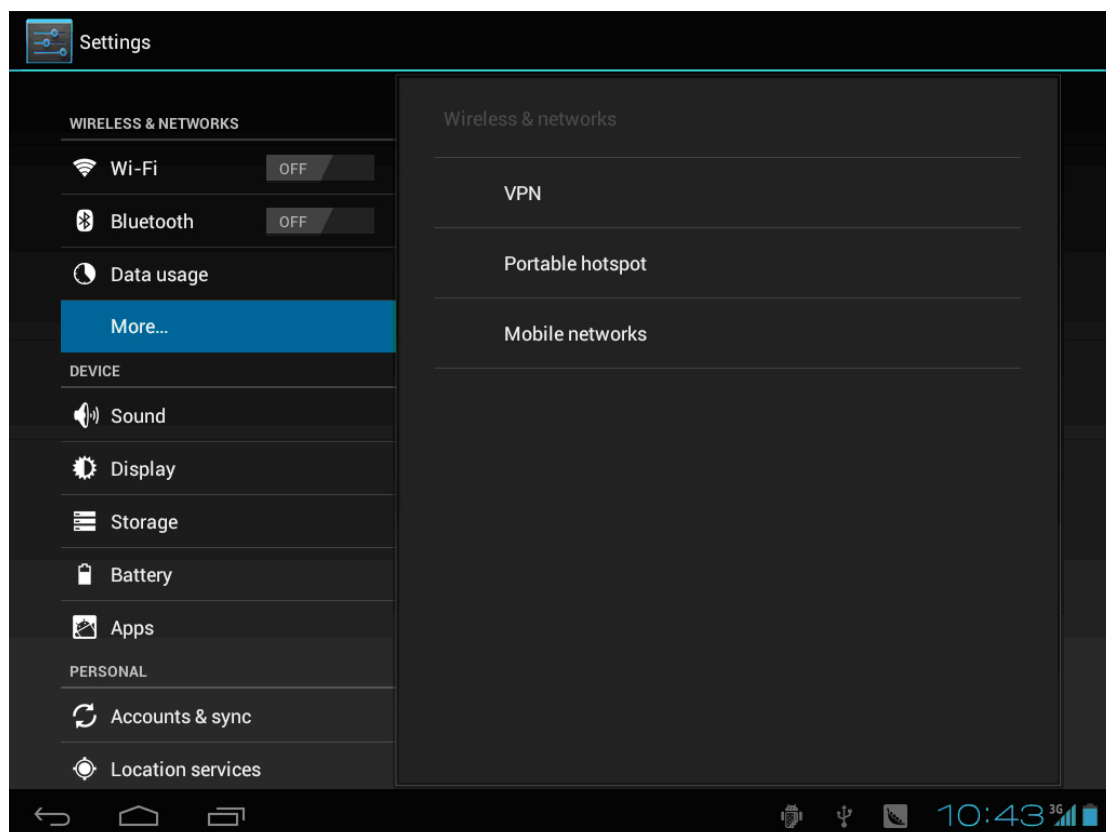 Settings
WIRELESS & NETWORKS
Wi-Fi OFF
Bluetooth OFF
Data usage
More...
DEVICE
Sound
Display
Storage
Battery
Apps
PERSONAL
Accounts & sync
Location services
Wireless & networks
VPN
Portable hotspot
Mobile networks
10:43 3G